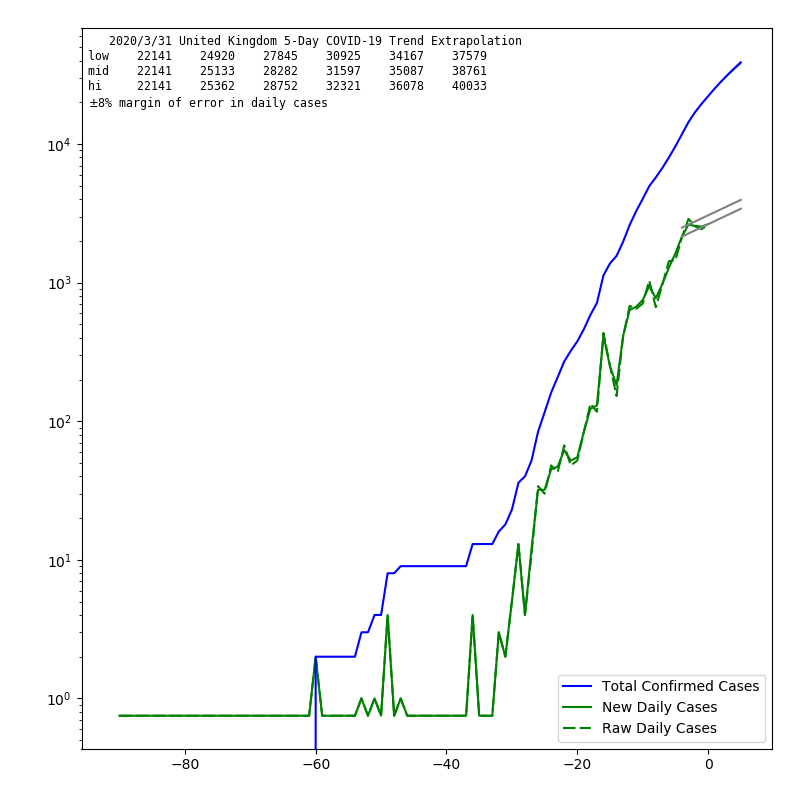 2020/3/31 United Kingdom 5-Day COVID-19 Trend Extrapolation
low 22141 24920 27845 30925 34167 37579
mid 22141 25133 28282 31597 35087 38761
hi 22141 25362 28752 32321 36078 40033
±8% margin of error in daily cases
10^4
10^3
10^2
10^1
10^0
Total Confirmed Cases
New Daily Cases
Raw Daily Cases
−80 −60 −40 −20 0